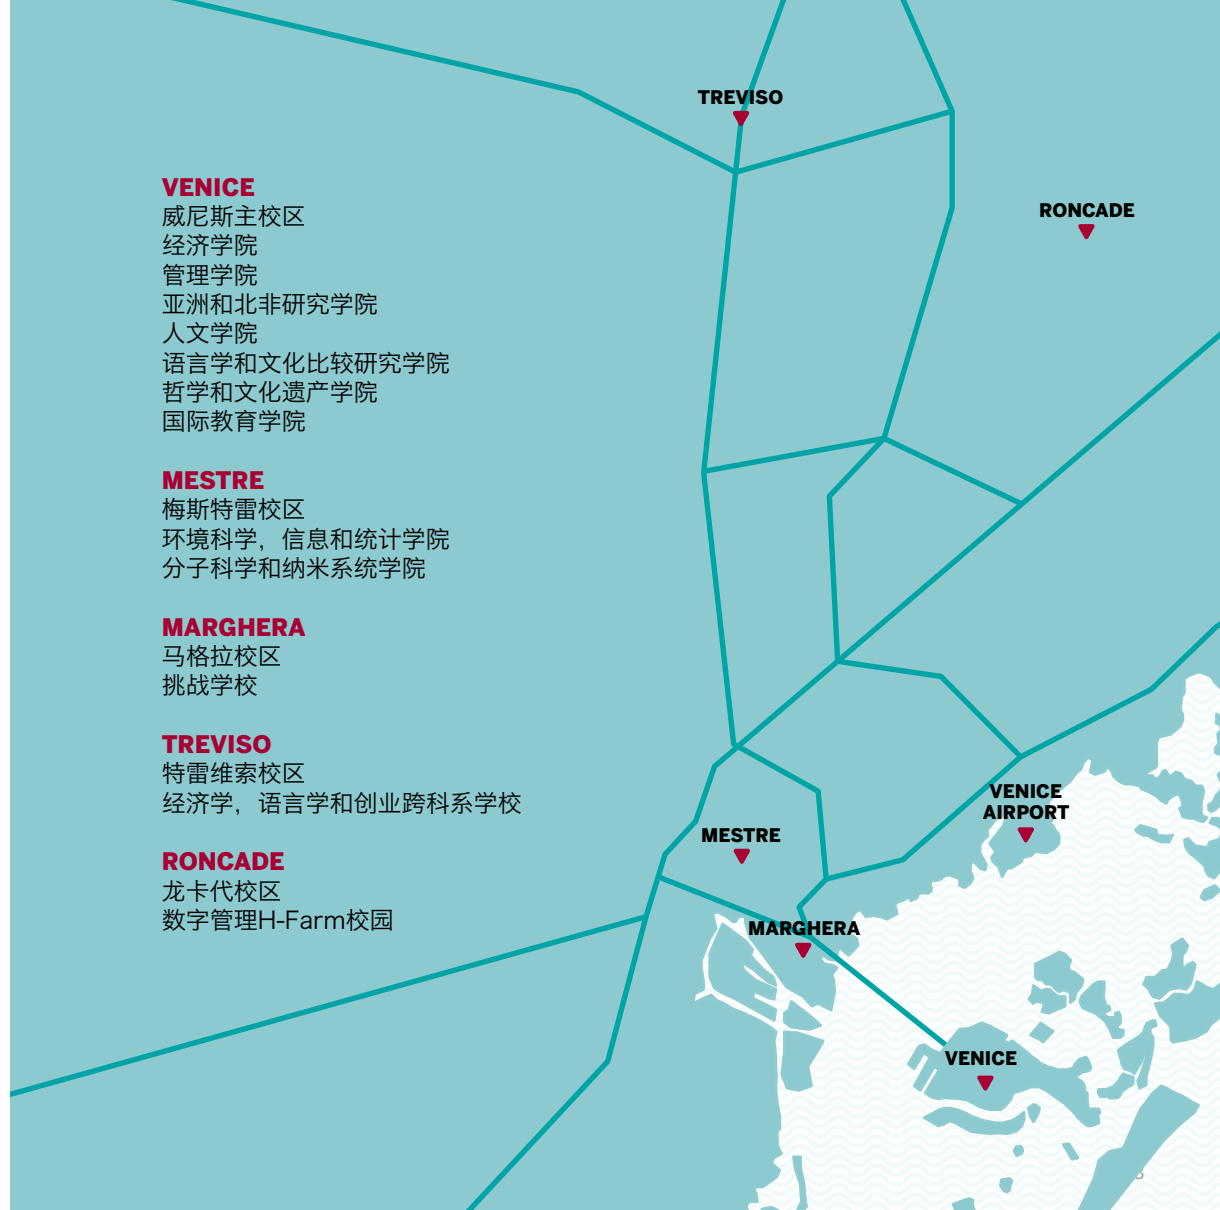 TREVISO
RONCADE
VENICE
威尼斯主校区
经济学院
管理学院
亚洲和北非研究学院
人文学院
语言学和文化比较研究学院
哲学和文化遗产学院
国际教育学院
MESTRE
梅斯特雷校区
环境科学，信息和统计学院
分子科学和纳米系统学院
MARGHERA
马格拉校区
挑战学校
TREVISO
特雷维索校区
经济学，语言学和创业跨科系学校
RONCADE
龙卡代校区
数字管理H-Farm校园
VENICE
AIRPORT
MESTRE
MARGHERA
VENICE